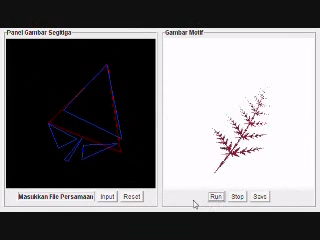 Panel Gambar Segitiga
Gambar Motif
Masukkan File Persamaan Input Reset
Run Stop Save